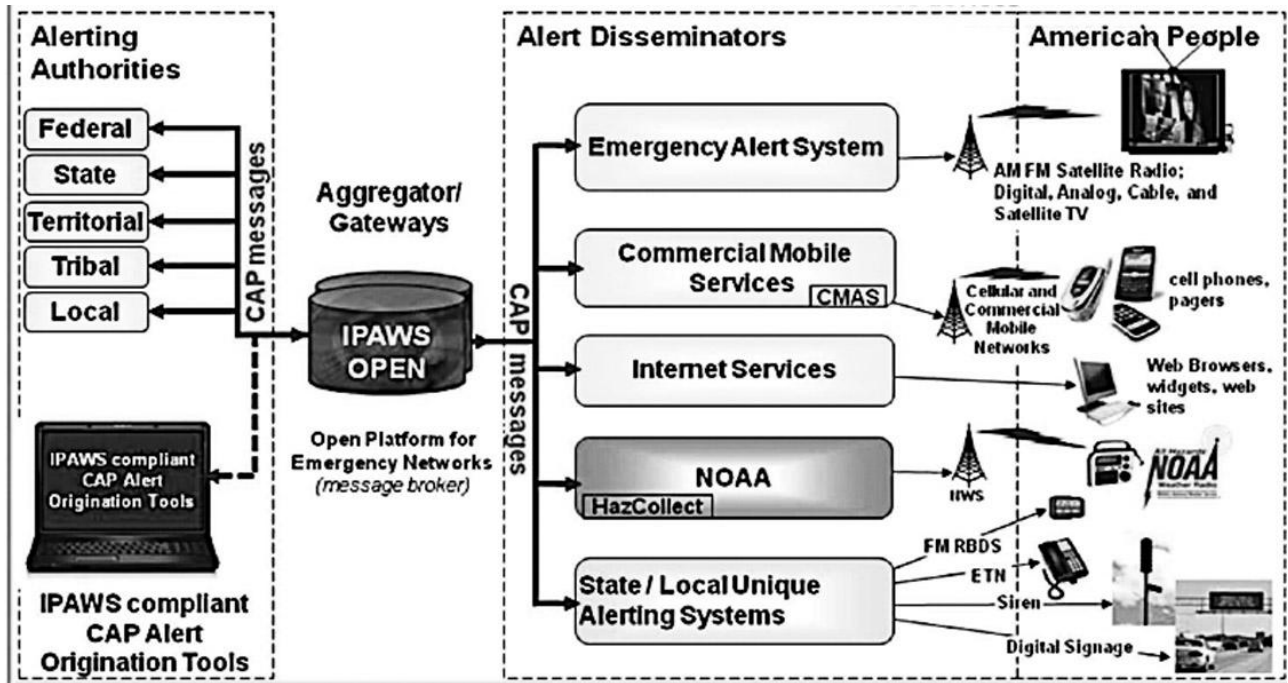 Alerting
Authorities
Federal
State
Territorial
Tribal
Local
CAP messages
IPAWS compliant
CAP Alert
Origination Tools
IPAWS compliant
CAP Alert
Origination Tools
Aggregator/
Gateways
IPAWS
OPEN
Open Platform for
Emergency Networks
(message broker)
CAP messages
Alert Disseminators
Emergency Alert System
Commercial Mobile
Services
CMAS
Internet Services
NOAA
HazCollect
State / Local Unique
Alerting Systems
American People
AM FM Satellite Radio;
Digital, Analog, Cable, and
Satellite TV
Cellular and
Commercial
Mobile
Networks
cell phones,
pagers
Web Browsers,
widgets, web
sites
NWS
All Hazards
NOAA
Weather Radio
FM RBDS
ETN
Siren
Digital Signage